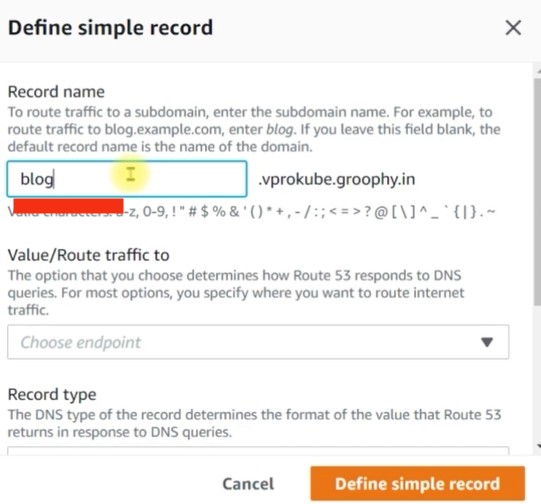 Define simple record
Record name
To route traffic to a subdomain, enter the subdomain name. For example, to
route traffic to blog.example.com, enter blog. If you leave this field blank, the
default record name is the name of the domain.
blog .vprokube.groophy.in
-z, 0-9, ! " # $ % & ' ( ) * + , - / : ; < = > ? @ [ \ ] ^ _ ` { | } . ~
Value/Route traffic to
The option that you choose determines how Route 53 responds to DNS
queries. For most options, you specify where you want to route internet
traffic.
Choose endpoint
Record type
The DNS type of the record determines the format of the value that Route 53
returns in response to DNS queries.
Cancel Define simple record